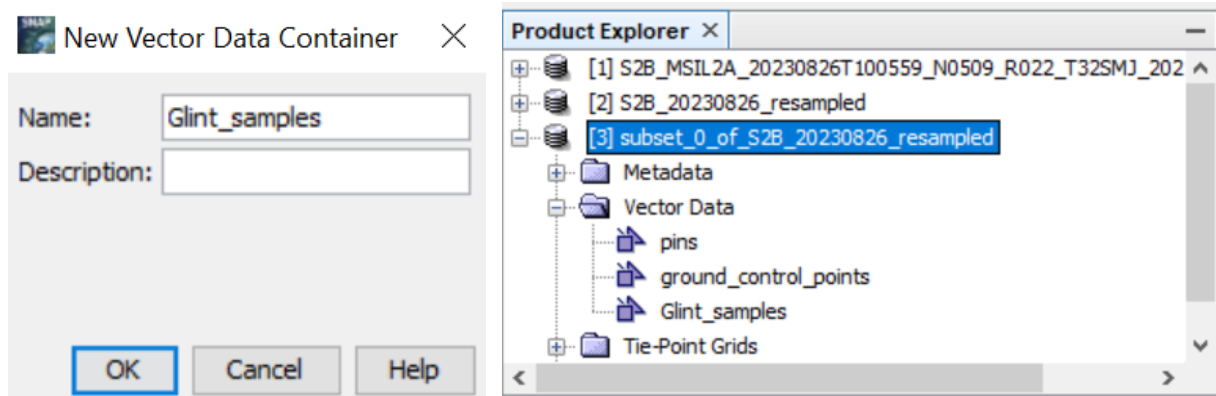 SNAP
New Vector Data Container
Name:
Glint_samples
Description:
OK
Cancel
Help
Product Explorer
[1] S2B_MSIL2A_20230826T100559_N0509_R022_T32SMJ_202
[2] S2B_20230826_resampled
[3] subset_0_of_S2B_20230826_resampled
Metadata
Vector Data
pins
ground_control_points
Glint_samples
Tie-Point Grids